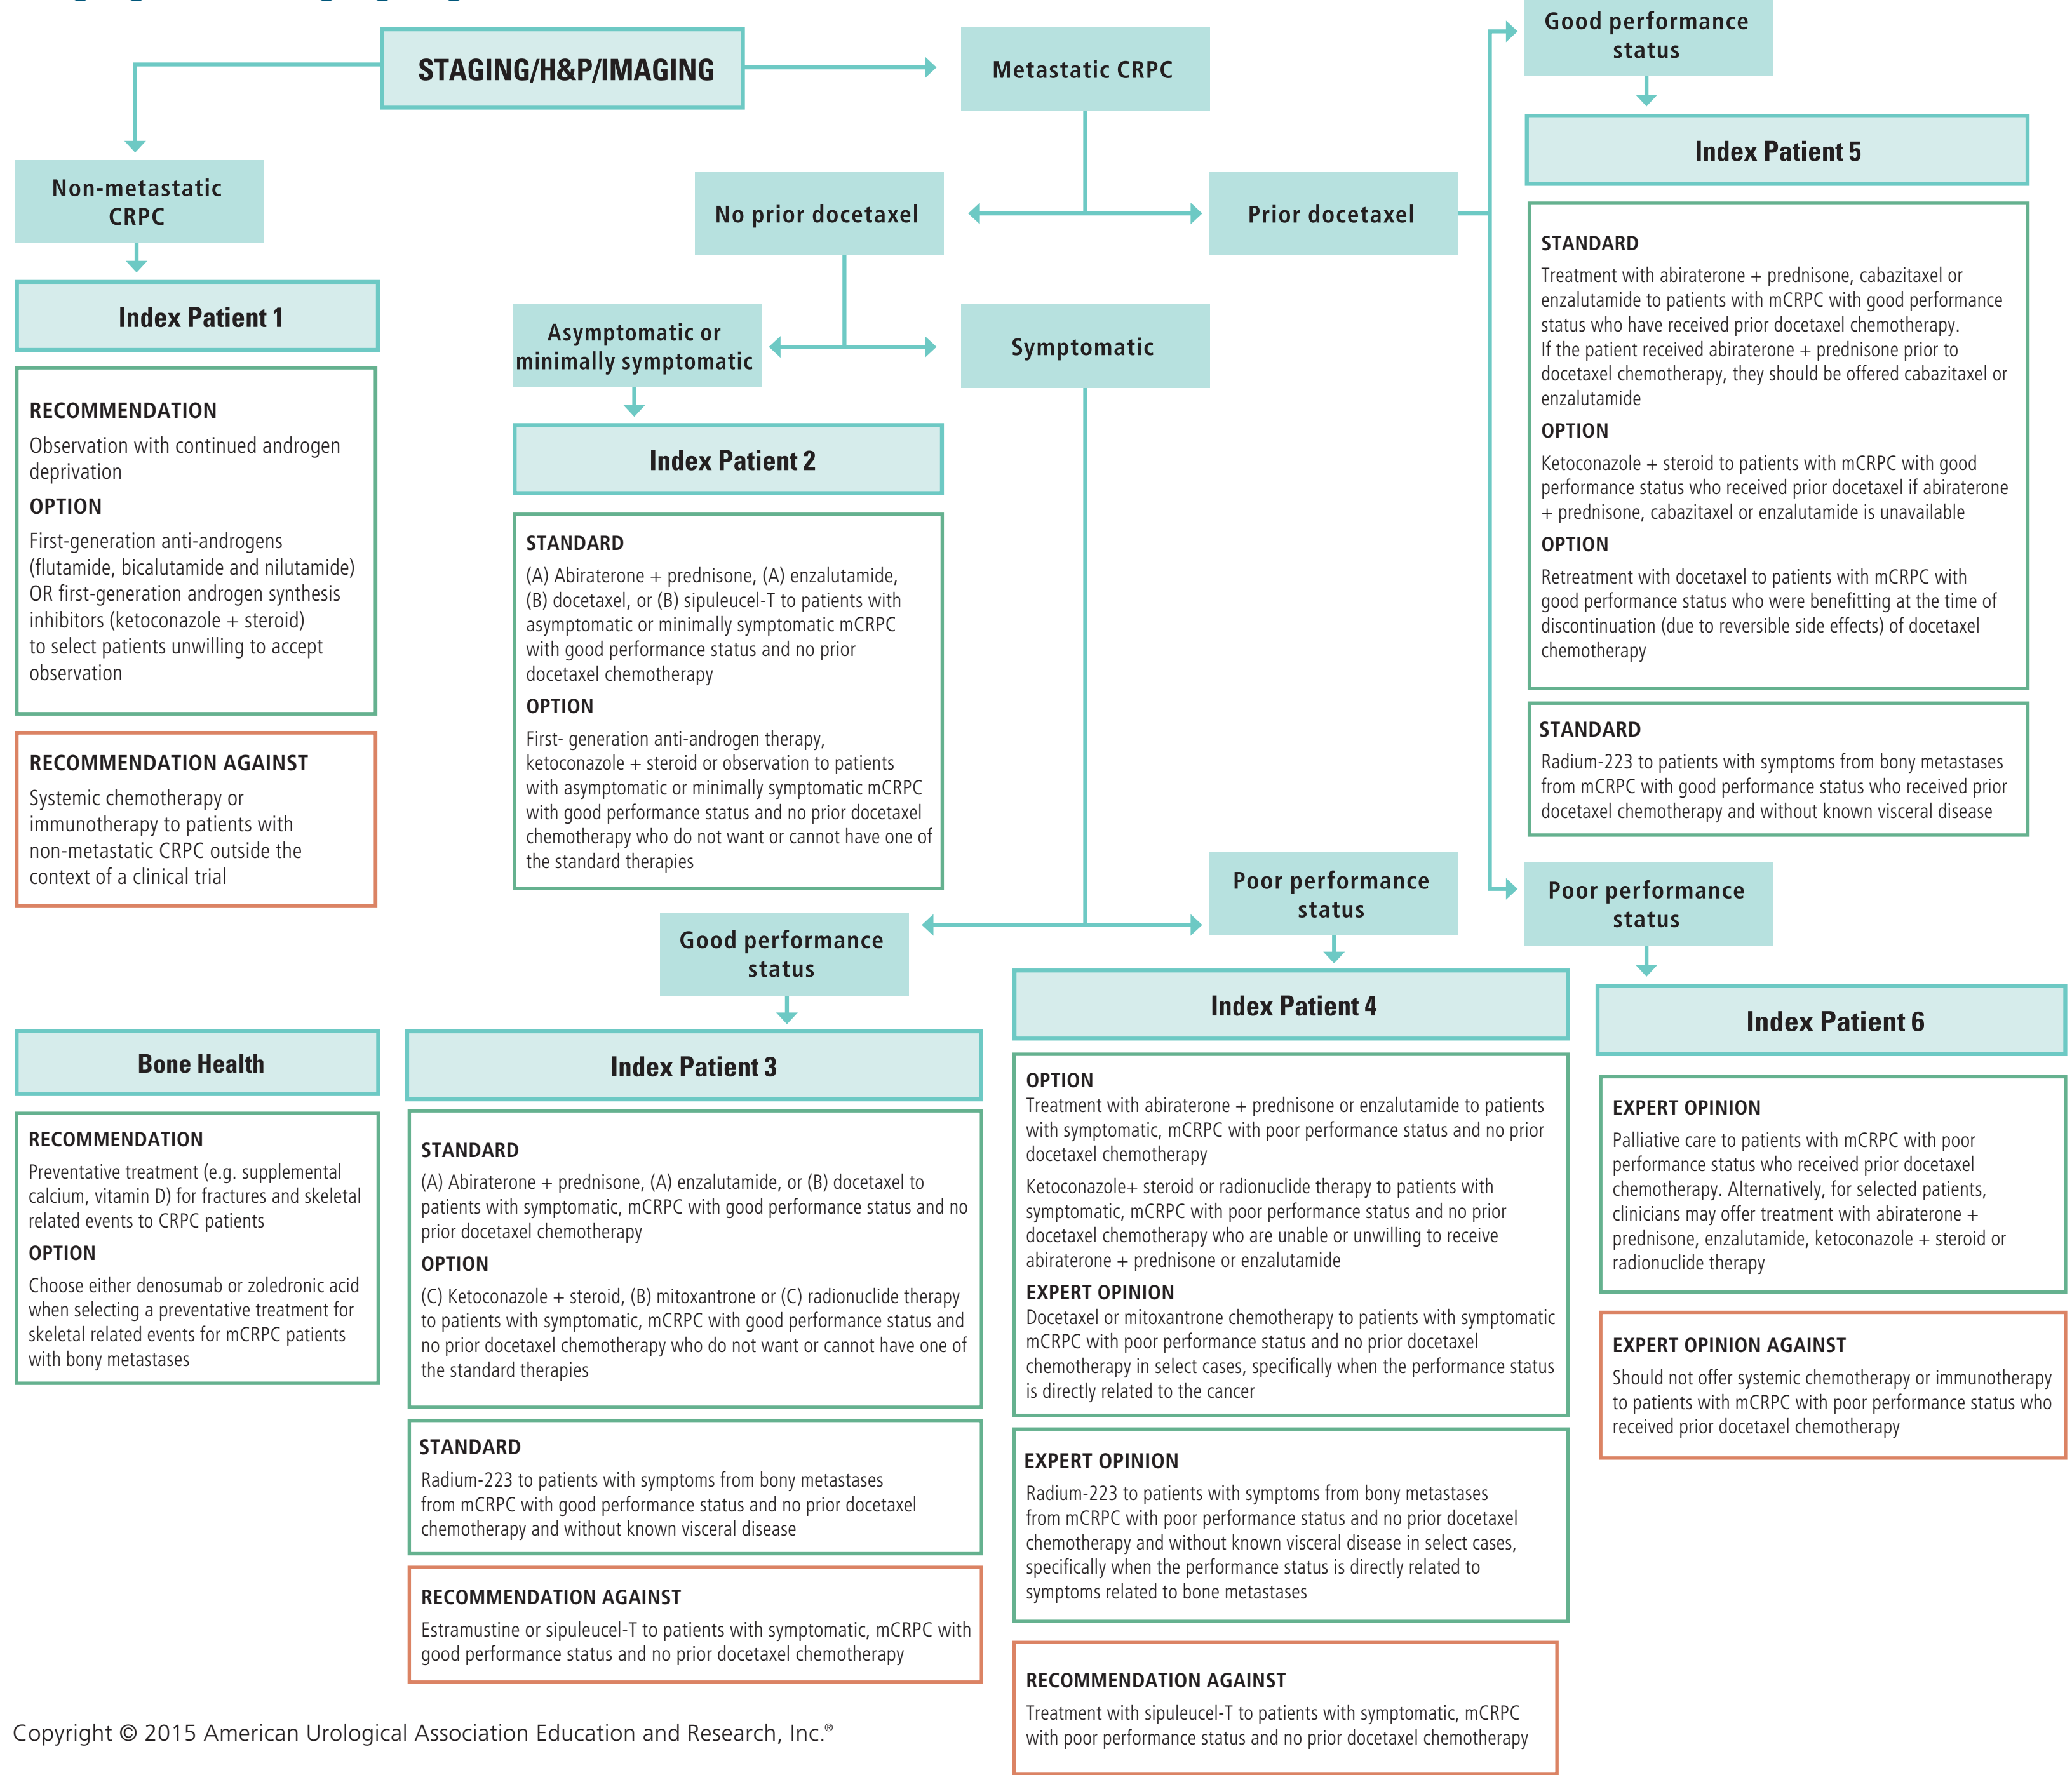 STAGING/H&P/IMAGING
Metastatic CRPC
Good performance
status
Non-metastatic
CRPC
No prior docetaxel
Prior docetaxel
Asymptomatic or
minimally symptomatic
Symptomatic
Index Patient 1
RECOMMENDATION
Observation with continued androgen
deprivation
OPTION
First-generation anti-androgens
(flutamide, bicalutamide and nilutamide)
OR first-generation androgen synthesis
inhibitors (ketoconazole + steroid)
to select patients unwilling to accept
observation
RECOMMENDATION AGAINST
Systemic chemotherapy or
immunotherapy to patients with
non-metastatic CRPC outside the
context of a clinical trial
Index Patient 2
STANDARD
(A) Abiraterone + prednisone, (A) enzalutamide,
(B) docetaxel, or (B) sipuleucel-T to patients with
asymptomatic or minimally symptomatic mCRPC
with good performance status and no prior
docetaxel chemotherapy
OPTION
First- generation anti-androgen therapy,
ketoconazole + steroid or observation to patients
with asymptomatic or minimally symptomatic mCRPC
with good performance status and no prior docetaxel
chemotherapy who do not want or cannot have one of
the standard therapies
Index Patient 5
STANDARD
Treatment with abiraterone + prednisone, cabazitaxel or
enzalutamide to patients with mCRPC with good performance
status who have received prior docetaxel chemotherapy.
If the patient received abiraterone + prednisone prior to
docetaxel chemotherapy, they should be offered cabazitaxel or
enzalutamide
OPTION
Ketoconazole + steroid to patients with mCRPC with good
performance status who received prior docetaxel if abiraterone
+ prednisone, cabazitaxel or enzalutamide is unavailable
OPTION
Retreatment with docetaxel to patients with mCRPC with
good performance status who were benefitting at the time of
discontinuation (due to reversible side effects) of docetaxel
chemotherapy
STANDARD
Radium-223 to patients with symptoms from bony metastases
from mCRPC with good performance status who received prior
docetaxel chemotherapy and without known visceral disease
Good performance
status
Poor performance
status
Poor performance
status
Bone Health
RECOMMENDATION
Preventative treatment (e.g. supplemental
calcium, vitamin D) for fractures and skeletal
related events to CRPC patients
OPTION
Choose either denosumab or zoledronic acid
when selecting a preventative treatment for
skeletal related events for mCRPC patients
with bony metastases
Index Patient 3
STANDARD
(A) Abiraterone + prednisone, (A) enzalutamide, or (B) docetaxel to
patients with symptomatic, mCRPC with good performance status and no
prior docetaxel chemotherapy
OPTION
(C) Ketoconazole + steroid, (B) mitoxantrone or (C) radionuclide therapy
to patients with symptomatic, mCRPC with good performance status and
no prior docetaxel chemotherapy who do not want or cannot have one of
the standard therapies
STANDARD
Radium-223 to patients with symptoms from bony metastases
from mCRPC with good performance status and no prior docetaxel
chemotherapy and without known visceral disease
RECOMMENDATION AGAINST
Estramustine or sipuleucel-T to patients with symptomatic, mCRPC with
good performance status and no prior docetaxel chemotherapy
Index Patient 4
OPTION
Treatment with abiraterone + prednisone or enzalutamide to patients
with symptomatic, mCRPC with poor performance status and no prior
docetaxel chemotherapy
Ketoconazole+ steroid or radionuclide therapy to patients with
symptomatic, mCRPC with poor performance status and no prior
docetaxel chemotherapy who are unable or unwilling to receive
abiraterone + prednisone or enzalutamide
EXPERT OPINION
Docetaxel or mitoxantrone chemotherapy to patients with symptomatic
mCRPC with poor performance status and no prior docetaxel
chemotherapy in select cases, specifically when the performance status
is directly related to the cancer
EXPERT OPINION
Radium-223 to patients with symptoms from bony metastases
from mCRPC with poor performance status and no prior docetaxel
chemotherapy and without known visceral disease in select cases,
specifically when the performance status is directly related to
symptoms related to bone metastases
RECOMMENDATION AGAINST
Treatment with sipuleucel-T to patients with symptomatic, mCRPC
with poor performance status and no prior docetaxel chemotherapy
Index Patient 6
EXPERT OPINION
Palliative care to patients with mCRPC with poor
performance status who received prior docetaxel
chemotherapy. Alternatively, for selected patients,
clinicians may offer treatment with abiraterone +
prednisone, enzalutamide, ketoconazole + steroid or
radionuclide therapy
EXPERT OPINION AGAINST
Should not offer systemic chemotherapy or immunotherapy
to patients with mCRPC with poor performance status who
received prior docetaxel chemotherapy
Copyright © 2015 American Urological Association Education and Research, Inc.®